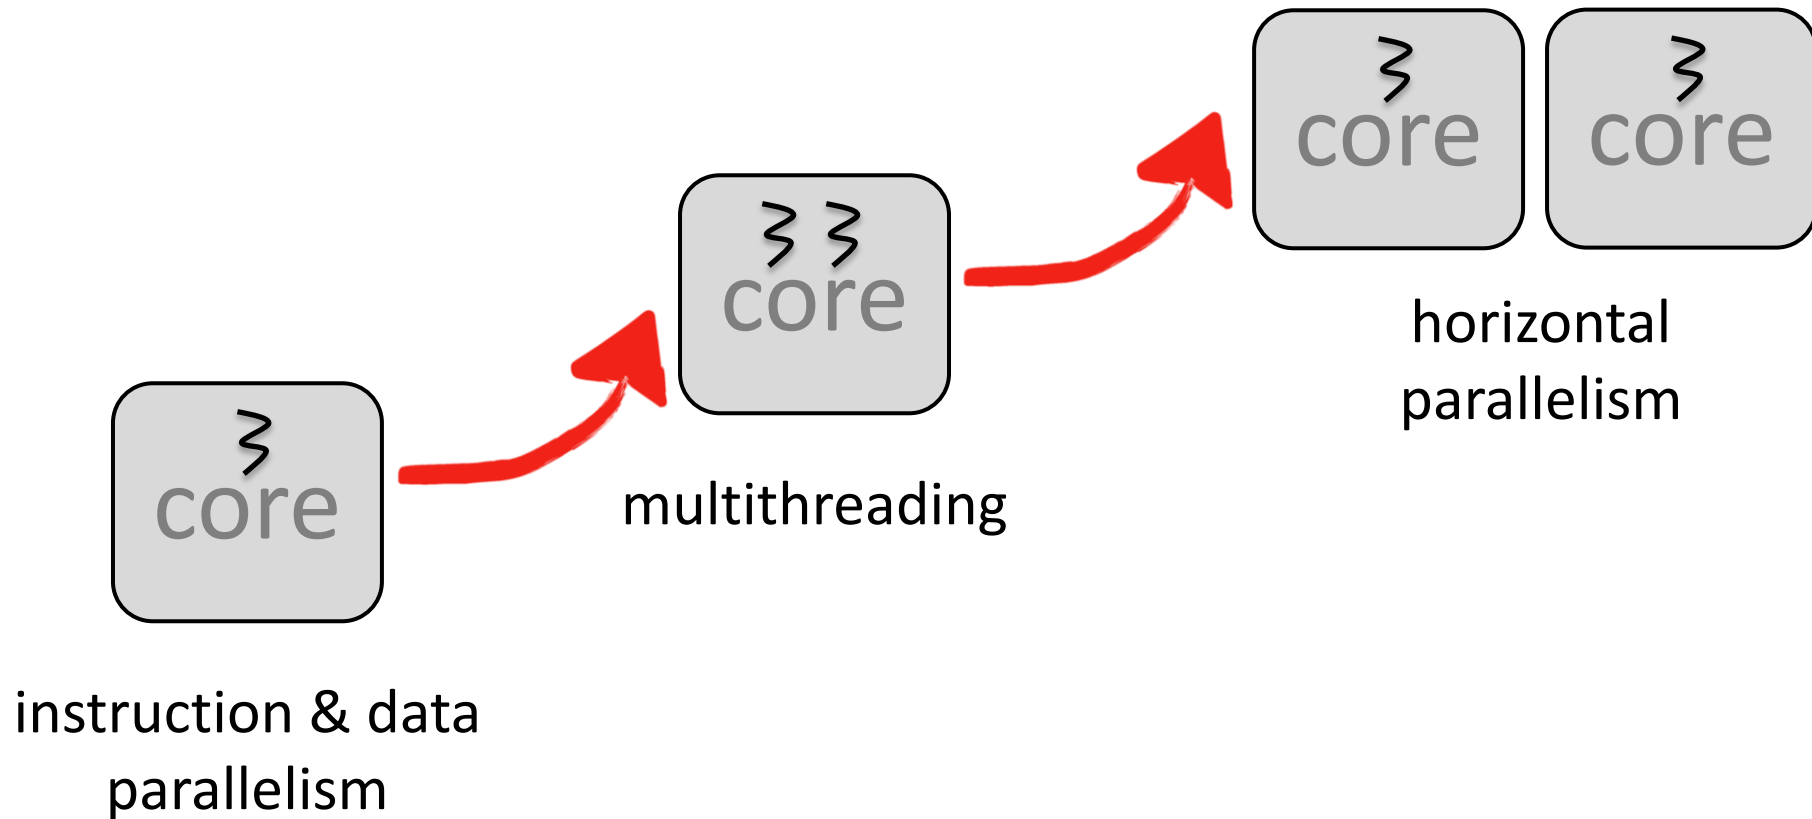 core
instruction & data
parallelism
core
multithreading
core
core
horizontal
parallelism